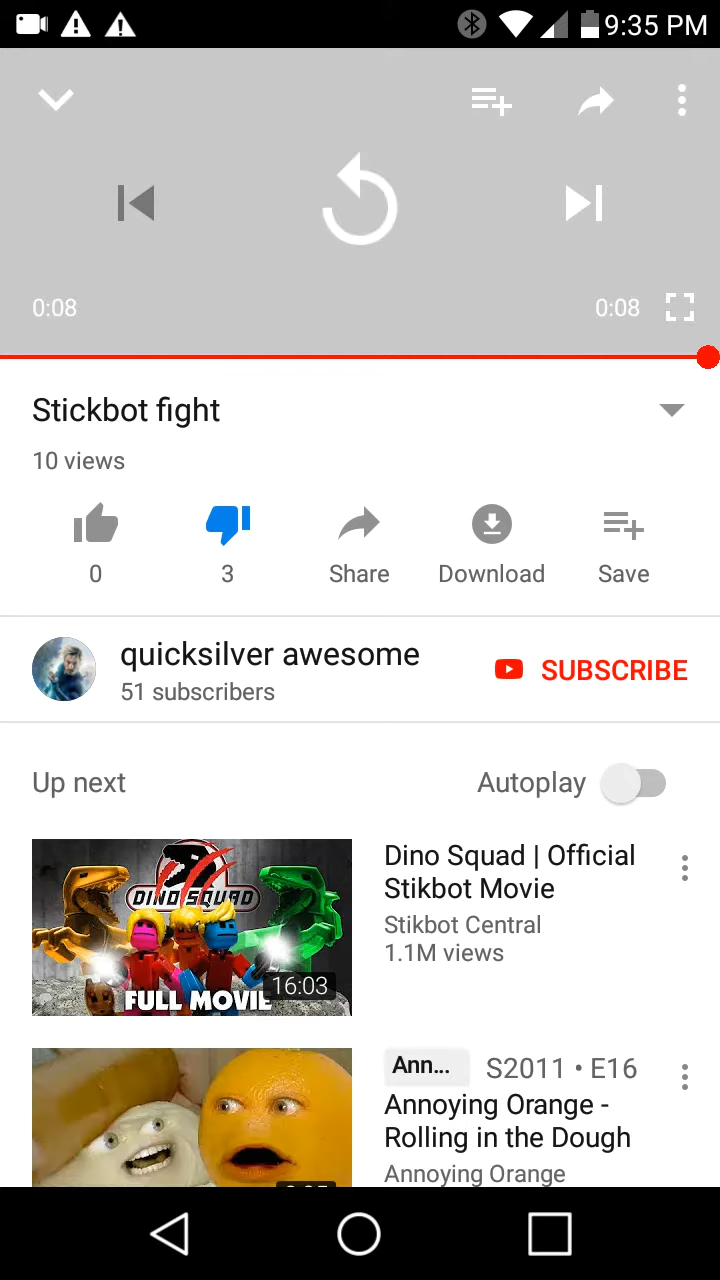 9:35 PM
0:08
0:08
Stickbot fight
10 views
0
3
Share
Download
Save
quicksilver awesome
51 subscribers
SUBSCRIBE
Up next
Autoplay
DINO SQUAD
FULL MOVIE
16:03
Dino Squad | Official
Stikbot Movie
Stikbot Central
1.1M views
Ann...
S2011 • E16
Annoying Orange -
Rolling in the Dough
Annoying Orange